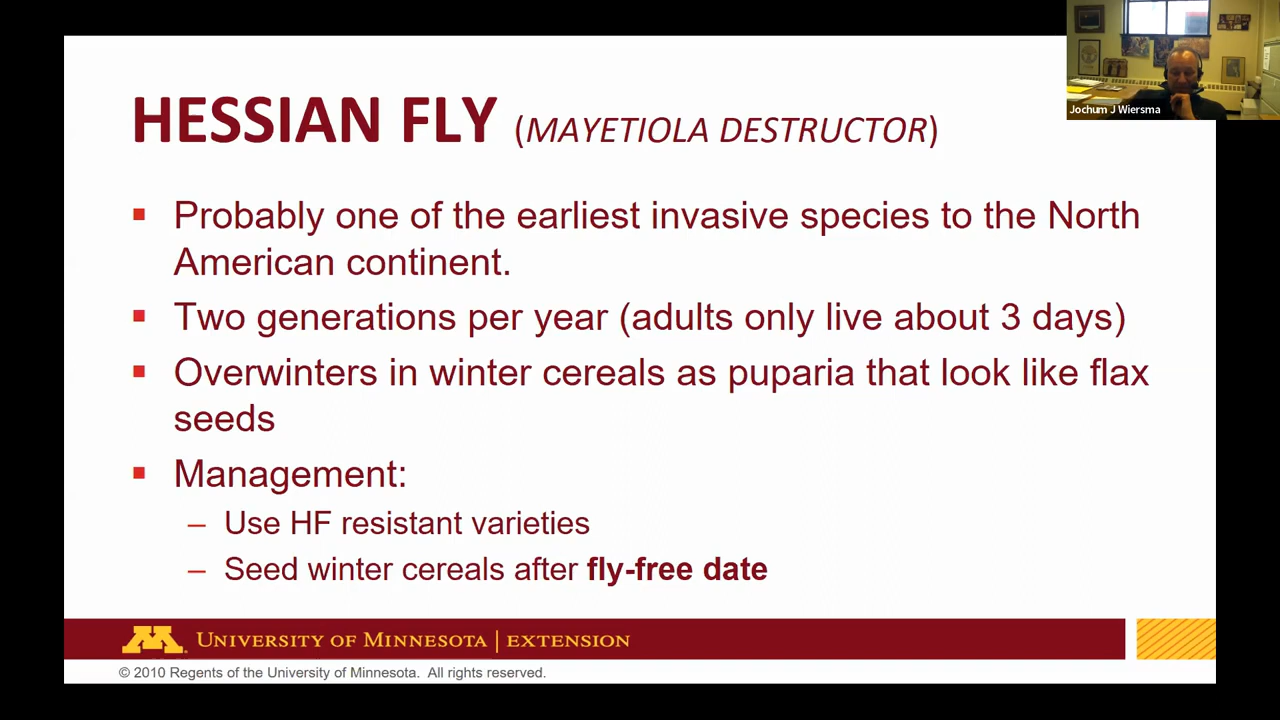 Jochum J Wiersma
HESSIAN FLY (MAYETIOLA DESTRUCTOR)
▪ Probably one of the earliest invasive species to the North
American continent.
▪ Two generations per year (adults only live about 3 days)
▪ Overwinters in winter cereals as puparia that look like flax
seeds
▪ Management:
– Use HF resistant varieties
– Seed winter cereals after fly-free date
M UNIVERSITY OF MINNESOTA | EXTENSION
© 2010 Regents of the University of Minnesota. All rights reserved.